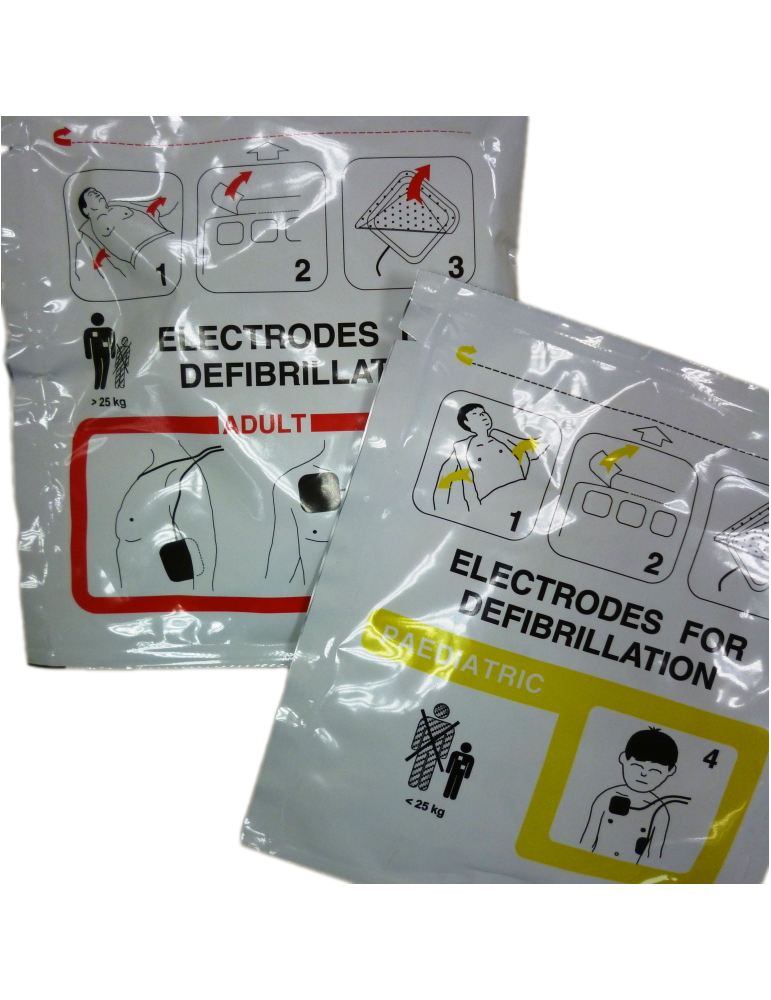 1
2
3
ELECTRODES
DEFIBRILLAT
> 25 kg
ADULT
1
2
ELECTRODES FOR
DEFIBRILLATION
PAEDIATRIC
4
< 25 kg